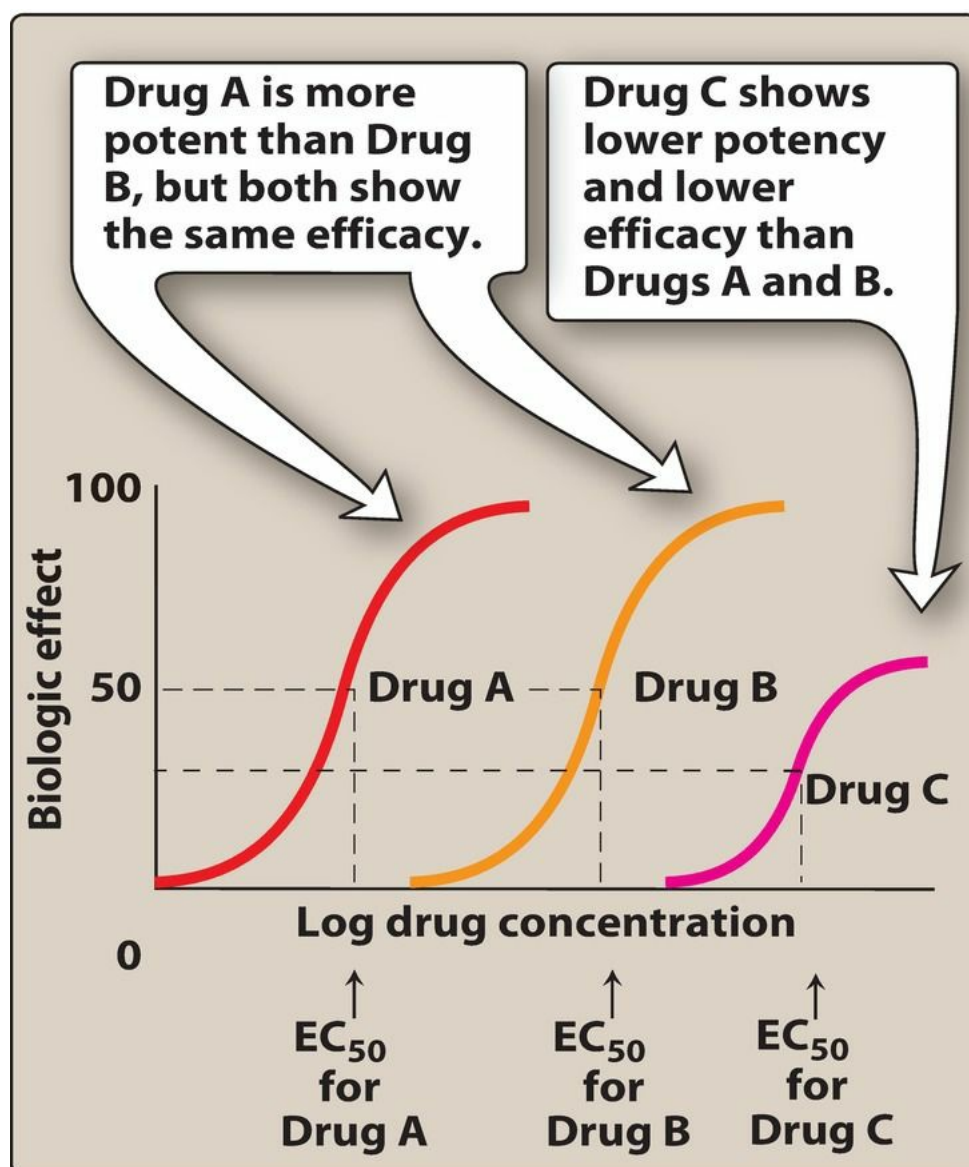 Drug A is more
potent than Drug
B, but both show
the same efficacy.
Drug C shows
lower potency
and lower
efficacy than
Drugs A and B.
100
50
0
Biologic effect
Drug A
Drug B
Drug C
Log drug concentration
EC₅₀
for
Drug A
EC₅₀
for
Drug B
EC₅₀
for
Drug C